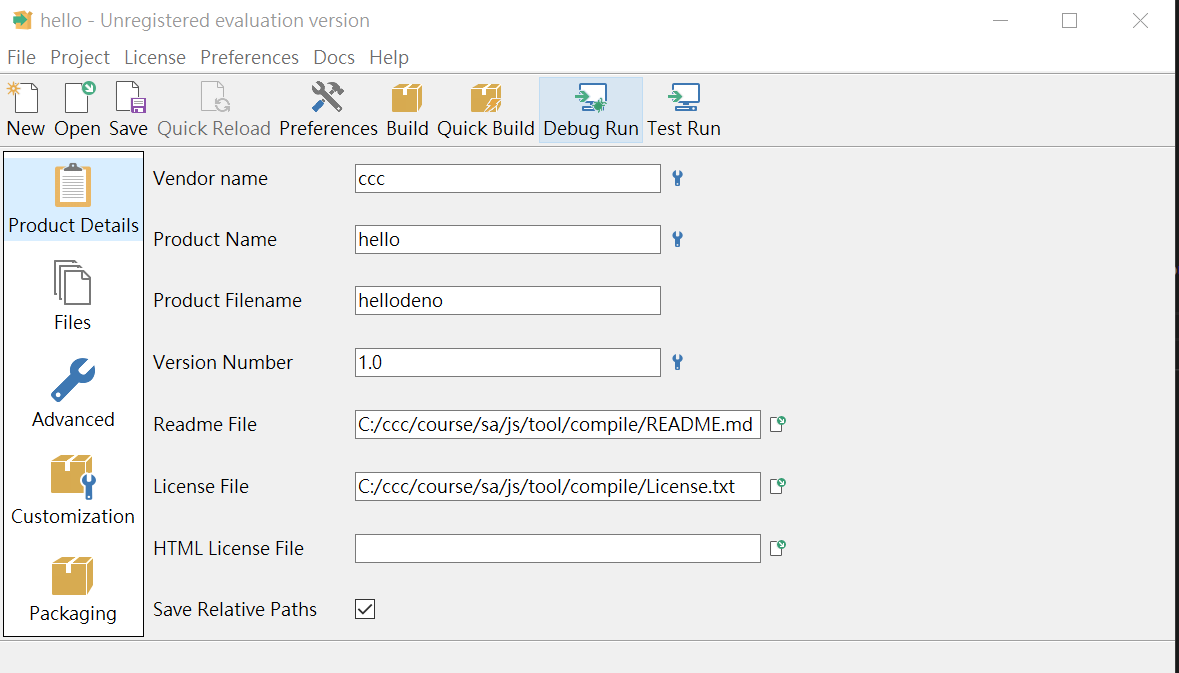 hello - Unregistered evaluation version
File Project License Preferences Docs Help
New Open Save Quick Reload Preferences Build Quick Build Debug Run Test Run
Product Details
Files
Advanced
Customization
Packaging
Vendor name ccc
Product Name hello
Product Filename hellodeno
Version Number 1.0
Readme File C:/ccc/course/sa/js/tool/compile/README.md
License File C:/ccc/course/sa/js/tool/compile/License.txt
HTML License File
Save Relative Paths